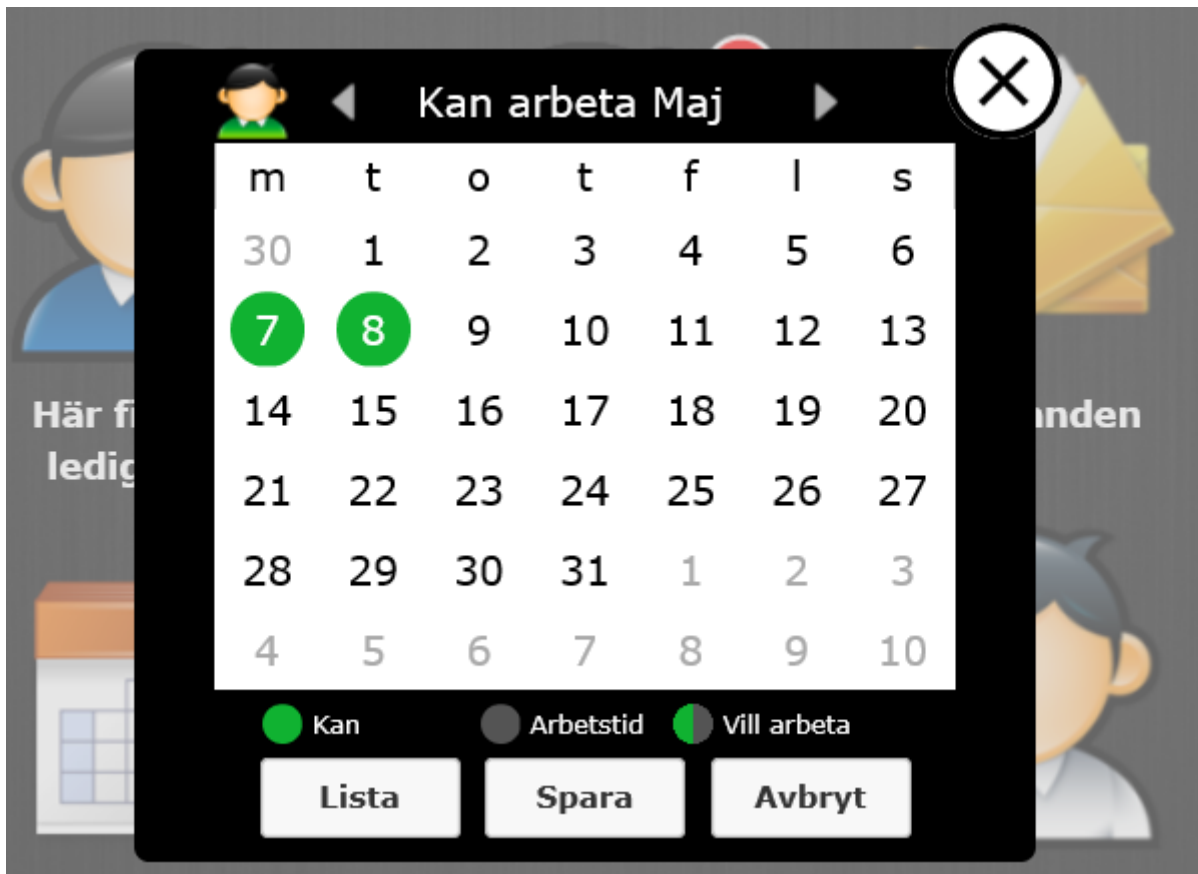 Kan arbeta Maj
m t o t f l s
30 1 2 3 4 5 6
7 8 9 10 11 12 13
14 15 16 17 18 19 20
21 22 23 24 25 26 27
28 29 30 31 1 2 3
4 5 6 7 8 9 10
Här
Kan Arbetstid Vill arbeta
Lista Spara Avbryt